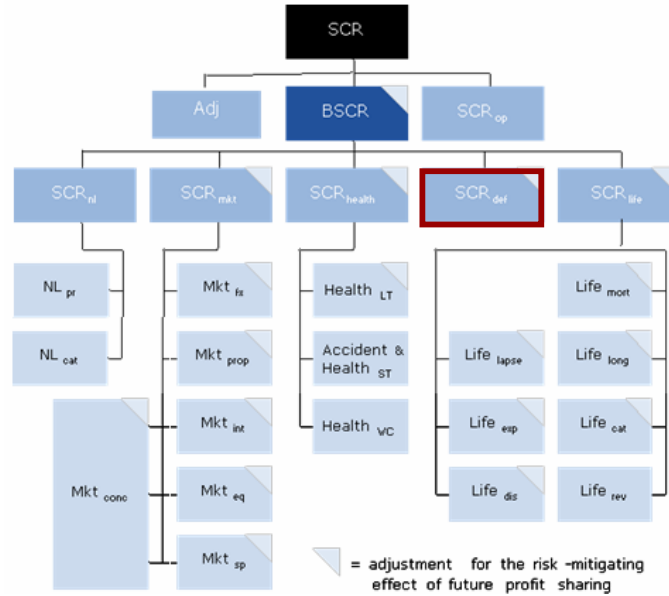 SCR
Adj
BSCR
SCR op
SCR nl
SCR mkt
SCR health
SCR def
SCR life
NL pr
Mkt fx
Health LT
Life mort
NL cat
Mkt prop
Accident &
Health ST
Life lapse
Life long
Mkt conc
Mkt int
Health WC
Life exp
Life cat
Mkt eq
Life dis
Life rev
Mkt sp
= adjustment for the risk -mitigating
effect of future profit sharing